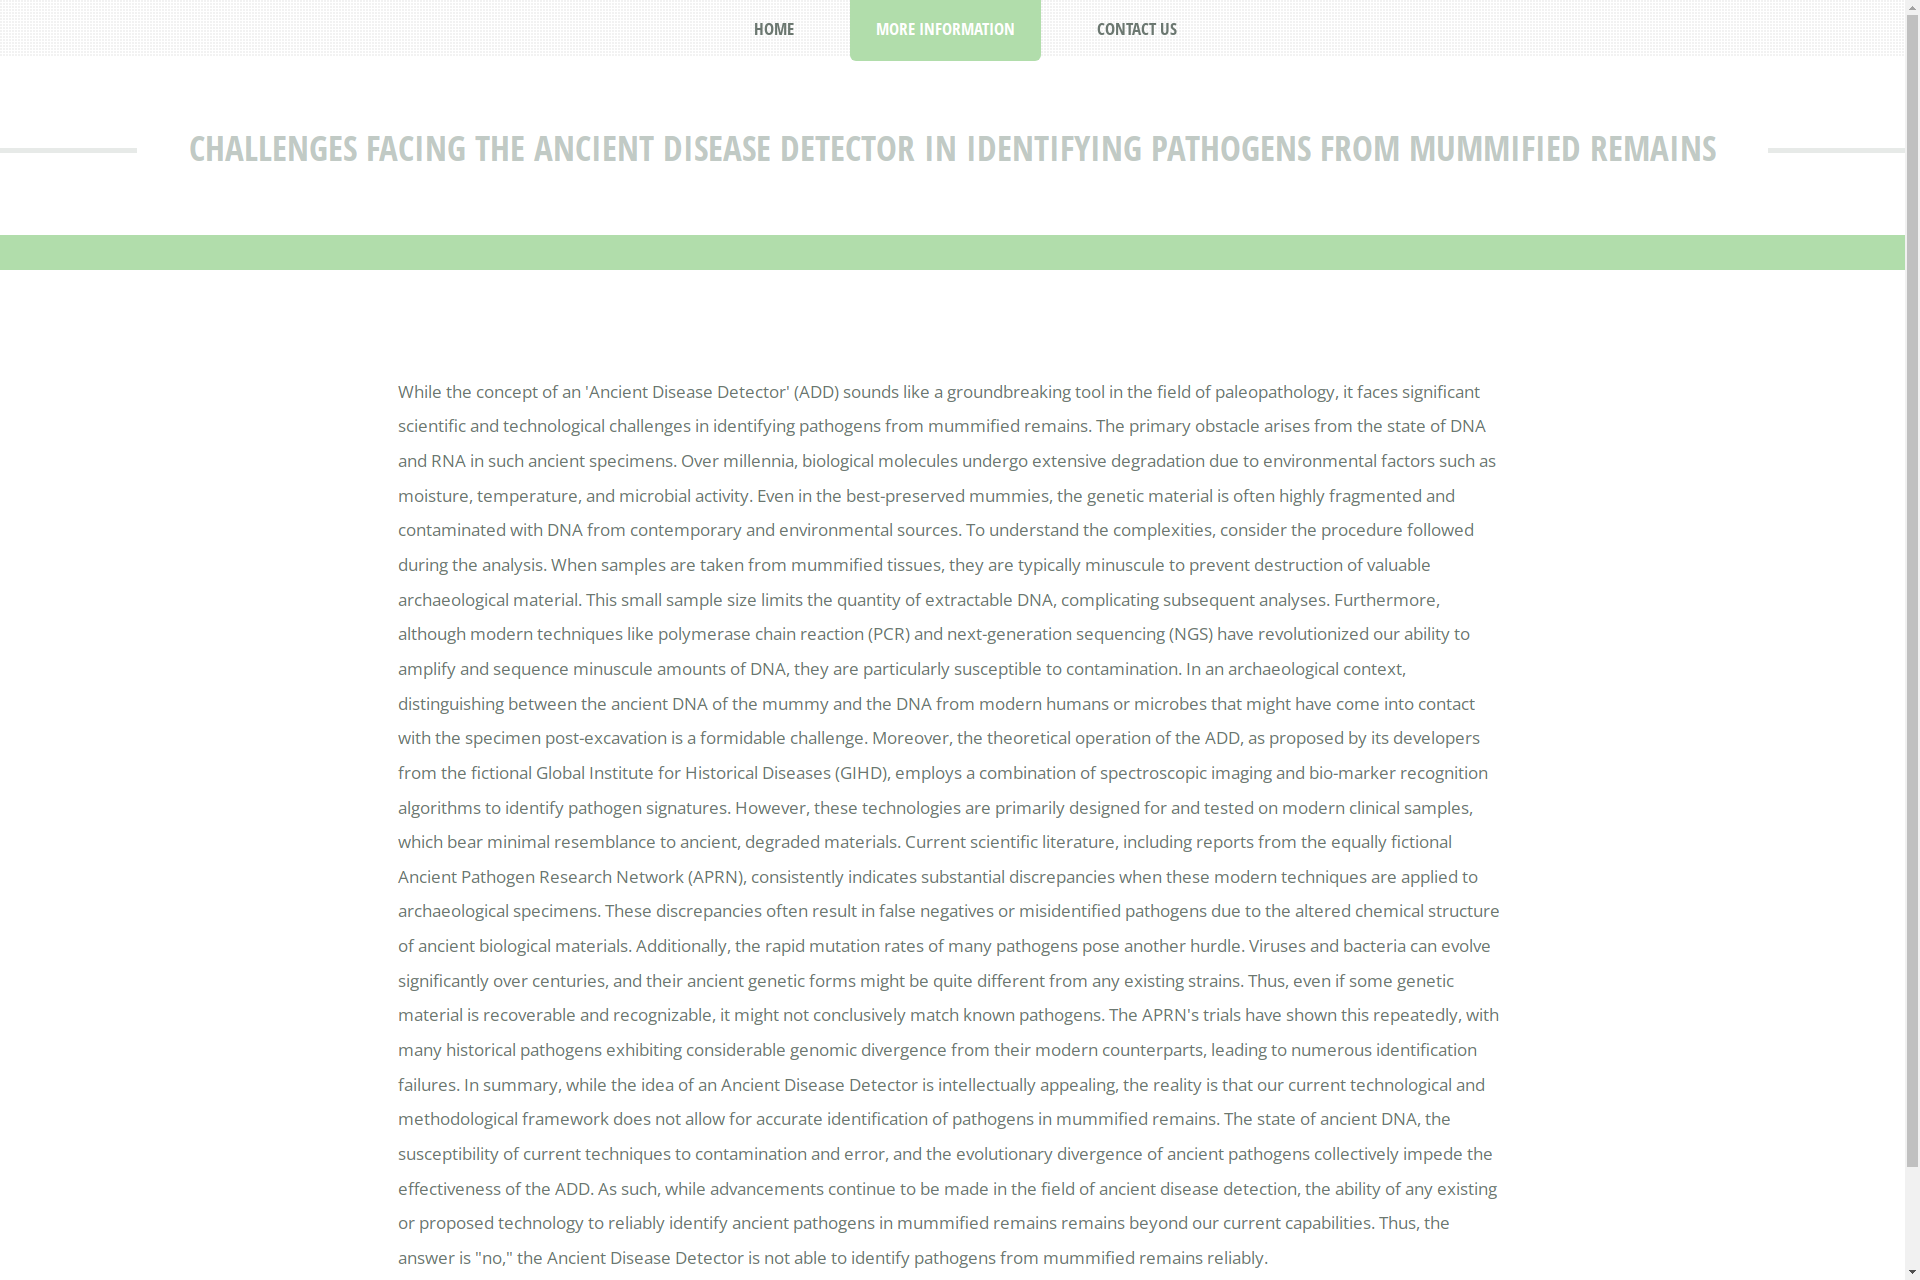 HOME MORE INFORMATION CONTACT US
CHALLENGES FACING THE ANCIENT DISEASE DETECTOR IN IDENTIFYING PATHOGENS FROM MUMMIFIED REMAINS
While the concept of an 'Ancient Disease Detector' (ADD) sounds like a groundbreaking tool in the field of paleopathology, it faces significant
scientific and technological challenges in identifying pathogens from mummified remains. The primary obstacle arises from the state of DNA
and RNA in such ancient specimens. Over millennia, biological molecules undergo extensive degradation due to environmental factors such as
moisture, temperature, and microbial activity. Even in the best-preserved mummies, the genetic material is often highly fragmented and
contaminated with DNA from contemporary and environmental sources. To understand the complexities, consider the procedure followed
during the analysis. When samples are taken from mummified tissues, they are typically minuscule to prevent destruction of valuable
archaeological material. This small sample size limits the quantity of extractable DNA, complicating subsequent analyses. Furthermore,
although modern techniques like polymerase chain reaction (PCR) and next-generation sequencing (NGS) have revolutionized our ability to
amplify and sequence minuscule amounts of DNA, they are particularly susceptible to contamination. In an archaeological context,
distinguishing between the ancient DNA of the mummy and the DNA from modern humans or microbes that might have come into contact
with the specimen post-excavation is a formidable challenge. Moreover, the theoretical operation of the ADD, as proposed by its developers
from the fictional Global Institute for Historical Diseases (GIHD), employs a combination of spectroscopic imaging and bio-marker recognition
algorithms to identify pathogen signatures. However, these technologies are primarily designed for and tested on modern clinical samples,
which bear minimal resemblance to ancient, degraded materials. Current scientific literature, including reports from the equally fictional
Ancient Pathogen Research Network (APRN), consistently indicates substantial discrepancies when these modern techniques are applied to
archaeological specimens. These discrepancies often result in false negatives or misidentified pathogens due to the altered chemical structure
of ancient biological materials. Additionally, the rapid mutation rates of many pathogens pose another hurdle. Viruses and bacteria can evolve
significantly over centuries, and their ancient genetic forms might be quite different from any existing strains. Thus, even if some genetic
material is recoverable and recognizable, it might not conclusively match known pathogens. The APRN's trials have shown this repeatedly, with
many historical pathogens exhibiting considerable genomic divergence from their modern counterparts, leading to numerous identification
failures. In summary, while the idea of an Ancient Disease Detector is intellectually appealing, the reality is that our current technological and
methodological framework does not allow for accurate identification of pathogens in mummified remains. The state of ancient DNA, the
susceptibility of current techniques to contamination and error, and the evolutionary divergence of ancient pathogens collectively impede the
effectiveness of the ADD. As such, while advancements continue to be made in the field of ancient disease detection, the ability of any existing
or proposed technology to reliably identify ancient pathogens in mummified remains remains beyond our current capabilities. Thus, the
answer is "no," the Ancient Disease Detector is not able to identify pathogens from mummified remains reliably.